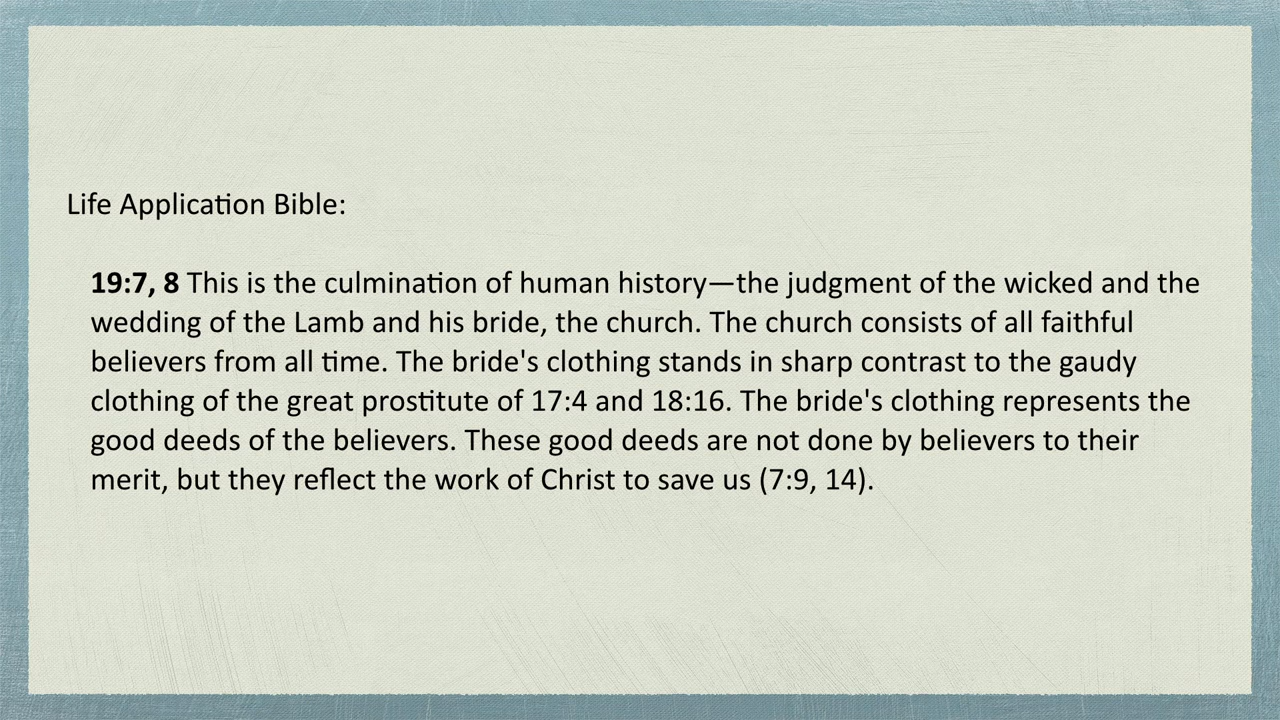 Life Application Bible:
19:7, 8 This is the culmination of human history—the judgment of the wicked and the
wedding of the Lamb and his bride, the church. The church consists of all faithful
believers from all time. The bride's clothing stands in sharp contrast to the gaudy
clothing of the great prostitute of 17:4 and 18:16. The bride's clothing represents the
good deeds of the believers. These good deeds are not done by believers to their
merit, but they reflect the work of Christ to save us (7:9, 14).